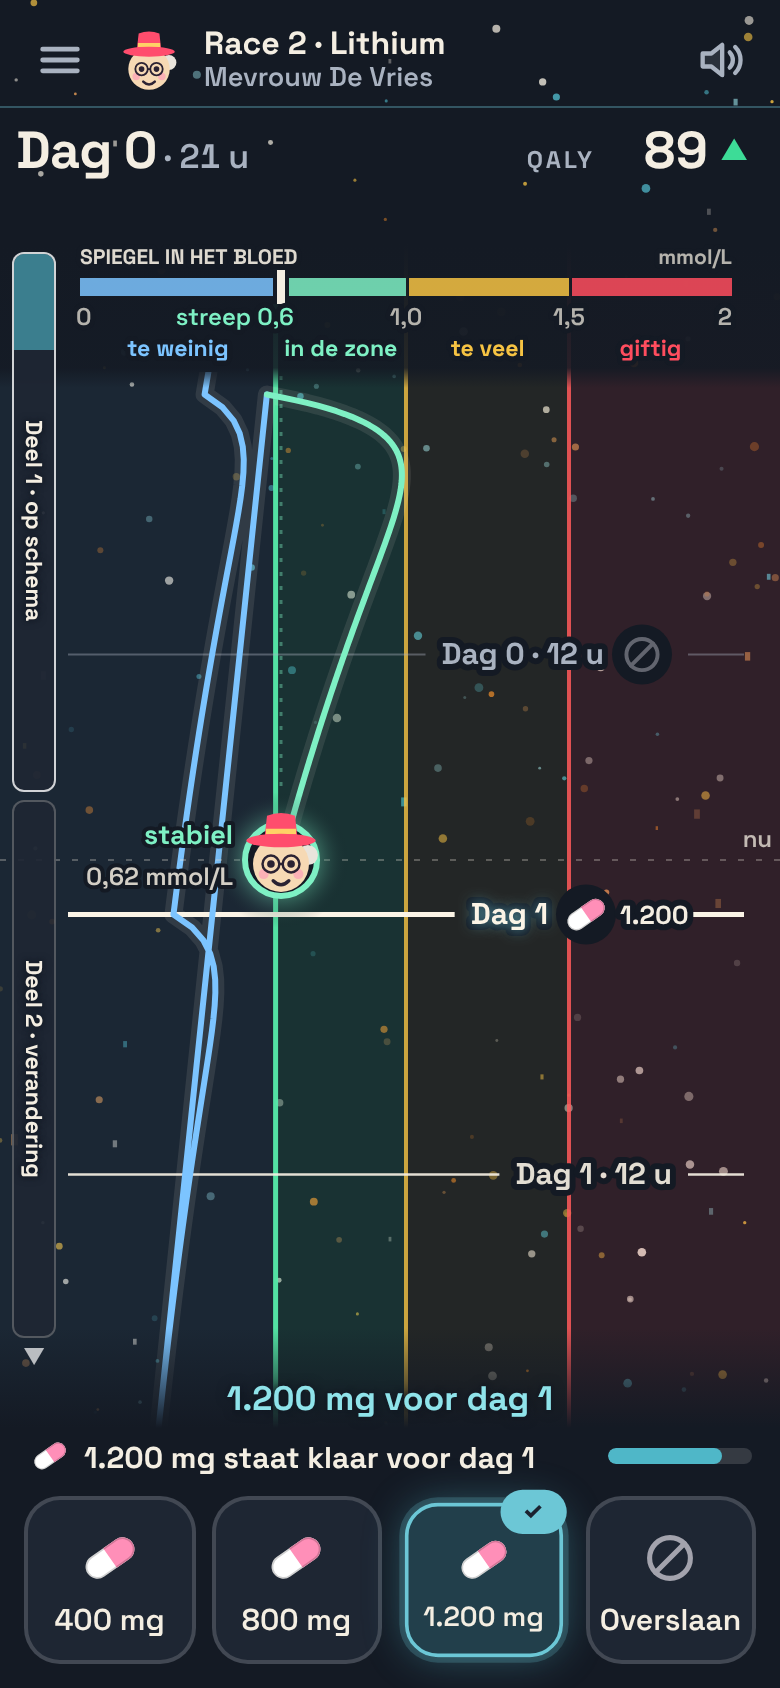 Race 2 · Lithium
Mevrouw De Vries
Dag 0 · 21 u
QALY 89
SPIEGEL IN HET BLOED mmol/L
0 streep 0,6 1,0 1,5 2
te weinig in de zone te veel giftig
Deel 1 · op schema
Dag 0 · 12 u
stabiel
nu
0,62 mmol/L
Dag 1 1.200
Deel 2 · verandering
Dag 1 · 12 u
1.200 mg voor dag 1
1.200 mg staat klaar voor dag 1
400 mg
800 mg
1.200 mg
Overslaan